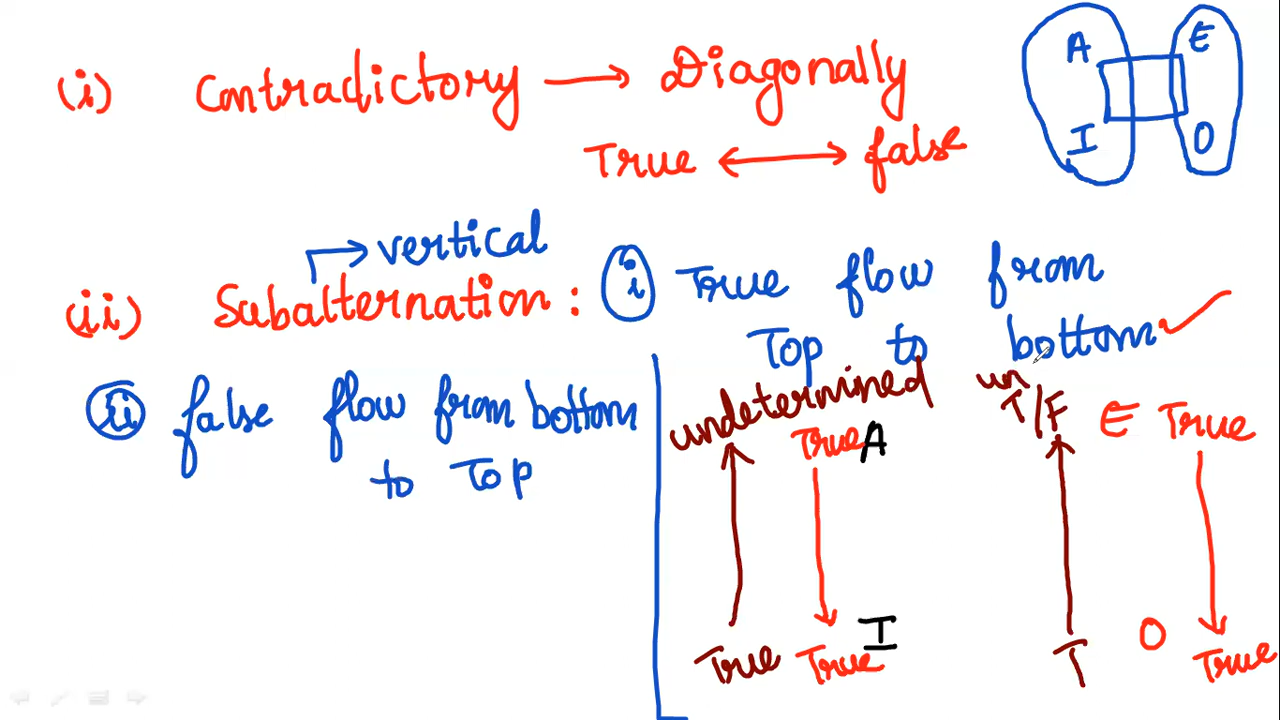 (i) Contradictory → Diagonally
True ↔ false
A E
I O
→ vertical
(ii) Subalternation : (i) True flow from
Top to bottom ✓
(ii) false flow from bottom
to Top
undetermined
True A
un
T/F
E True
True True I
T
O True